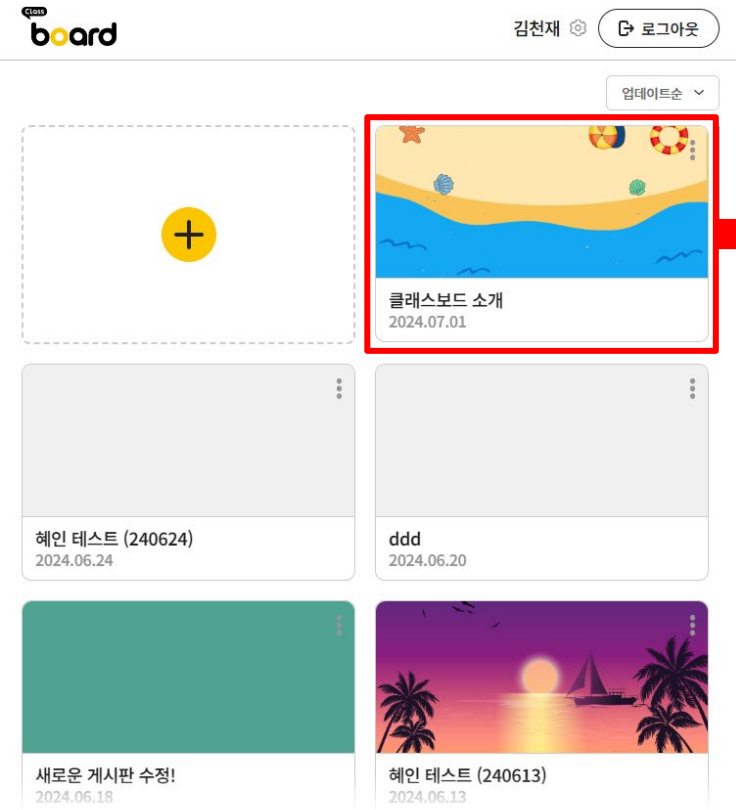 Class
board
김천재
로그아웃
업데이트순
클래스보드 소개
2024.07.01
혜인 테스트 (240624)
2024.06.24
ddd
2024.06.20
새로운 게시판 수정!
2024.06.18
혜인 테스트 (240613)
2024.06.13